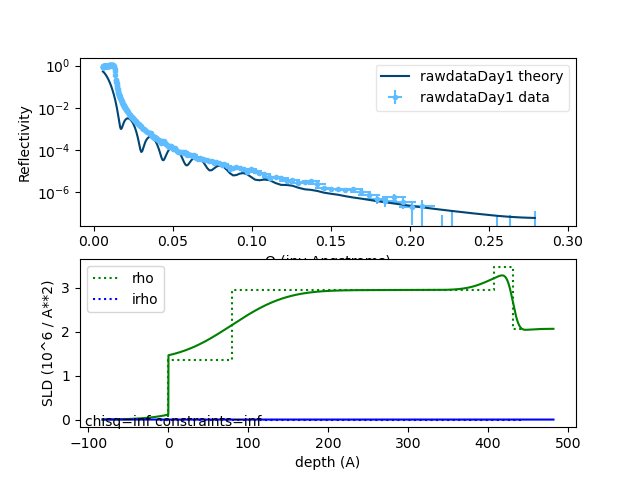 10^0
10^-2
10^-4
10^-6
Reflectivity
rawdataDay1 theory
rawdataDay1 data
0.00 0.05 0.10 0.15 0.20 0.25 0.30
Q (inv Angstroms)
3
2
1
0
SLD (10^6 / A**2)
rho
irho
chisq=inf constraints=inf
−100 0 100 200 300 400 500
depth (A)